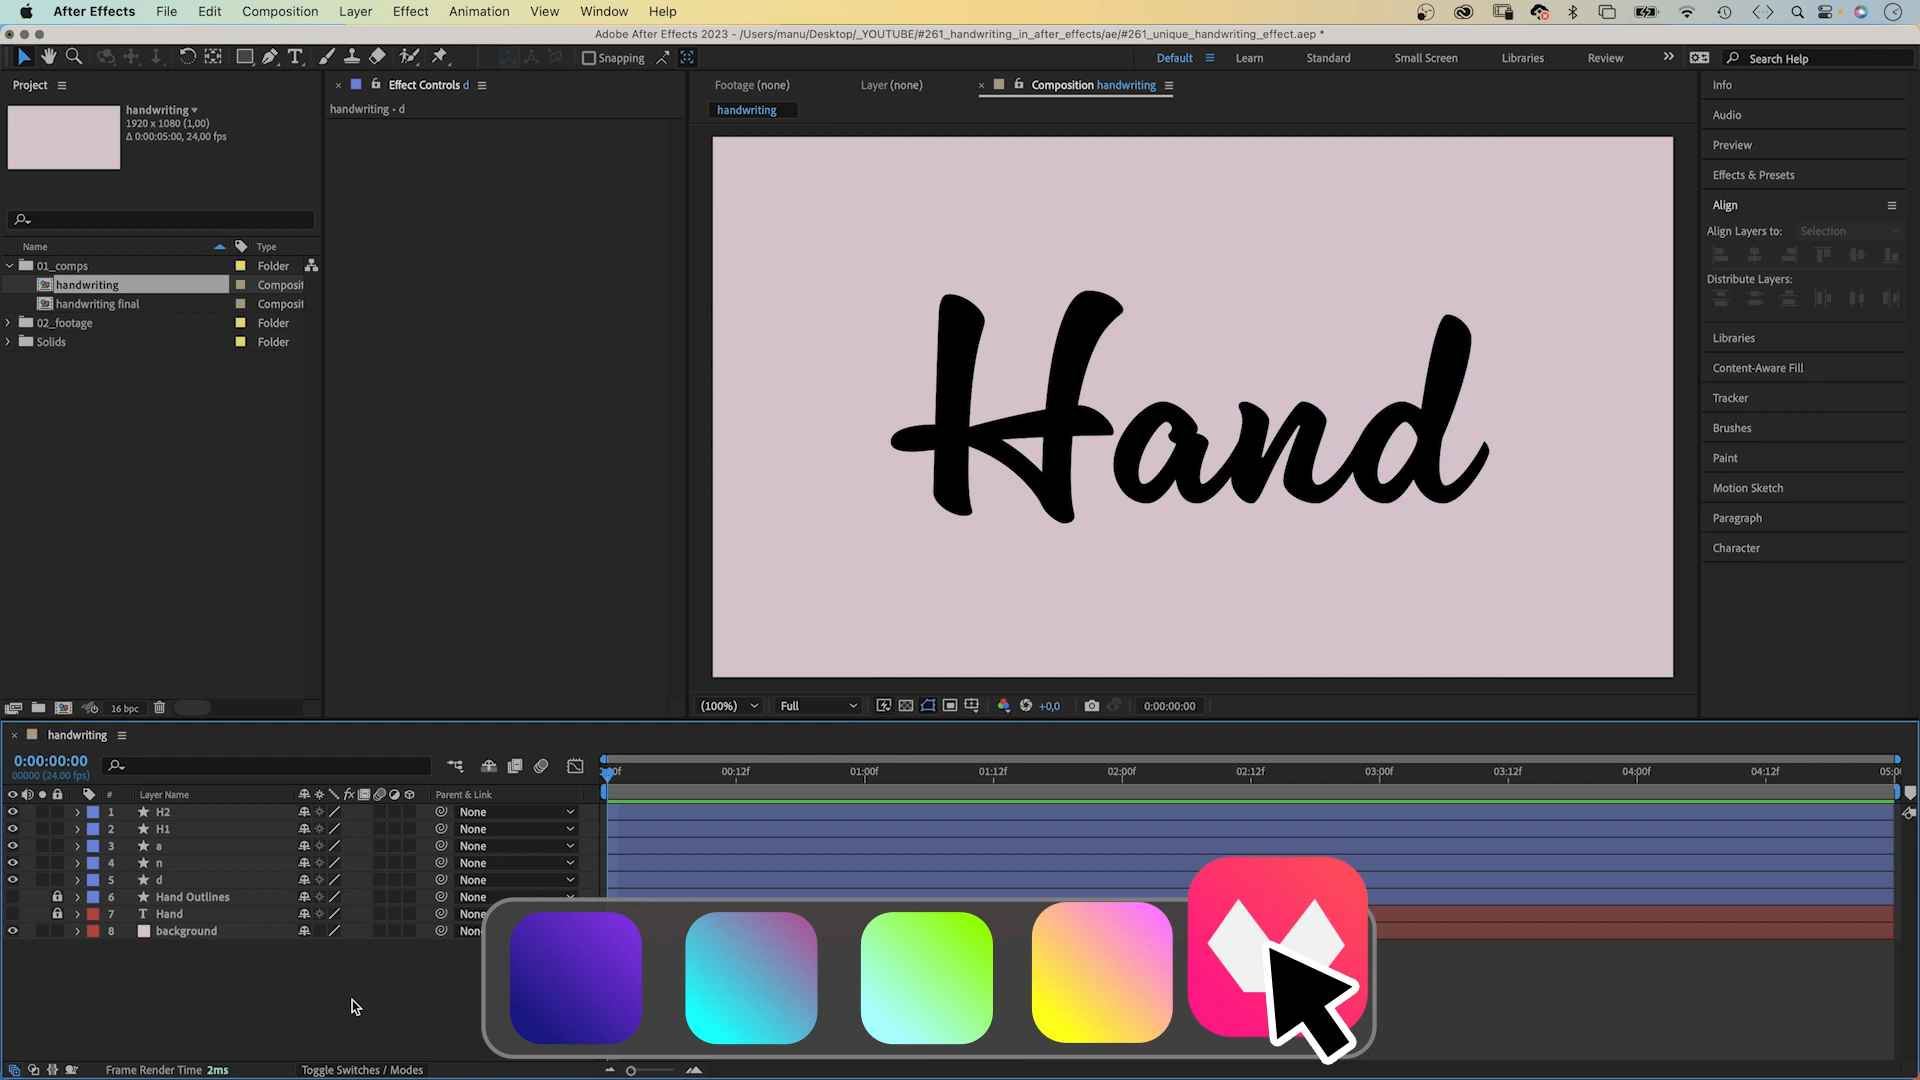 After Effects File Edit Composition Layer Effect Animation View Window Help
Adobe After Effects 2023 - /Users/manu/Desktop/_YOUTUBE/#261_handwriting_in_after_effects/ae/#261_unique_handwriting_effect.aep *
Snapping Default Learn Standard Small Screen Libraries Review Search Help
Project
handwriting
1920 x 1080 (1,00)
Δ 0:00:05:00, 24,00 fps
Name Type
01_comps Folder
handwriting Composit
handwriting final Composit
02_footage Folder
Solids Folder
16 bpc
Effect Controls d
handwriting • d
Footage (none) Layer (none) Composition handwriting
handwriting
Hand
(100%) Full +0,0 0:00:00:00
Info
Audio
Preview
Effects & Presets
Align
Align Layers to: Selection
Distribute Layers:
Libraries
Content-Aware Fill
Tracker
Brushes
Paint
Motion Sketch
Paragraph
Character
handwriting
0:00:00:00
00000 (24.00 fps)
00:12f 01:00f 01:12f 02:00f 02:12f 03:00f 03:12f 04:00f 04:12f
# Layer Name fx Parent & Link
1 H2 None
2 H1 None
3 a None
4 n None
5 d None
6 Hand Outlines None
7 T Hand None
8 background
Frame Render Time 2ms Toggle Switches / Modes